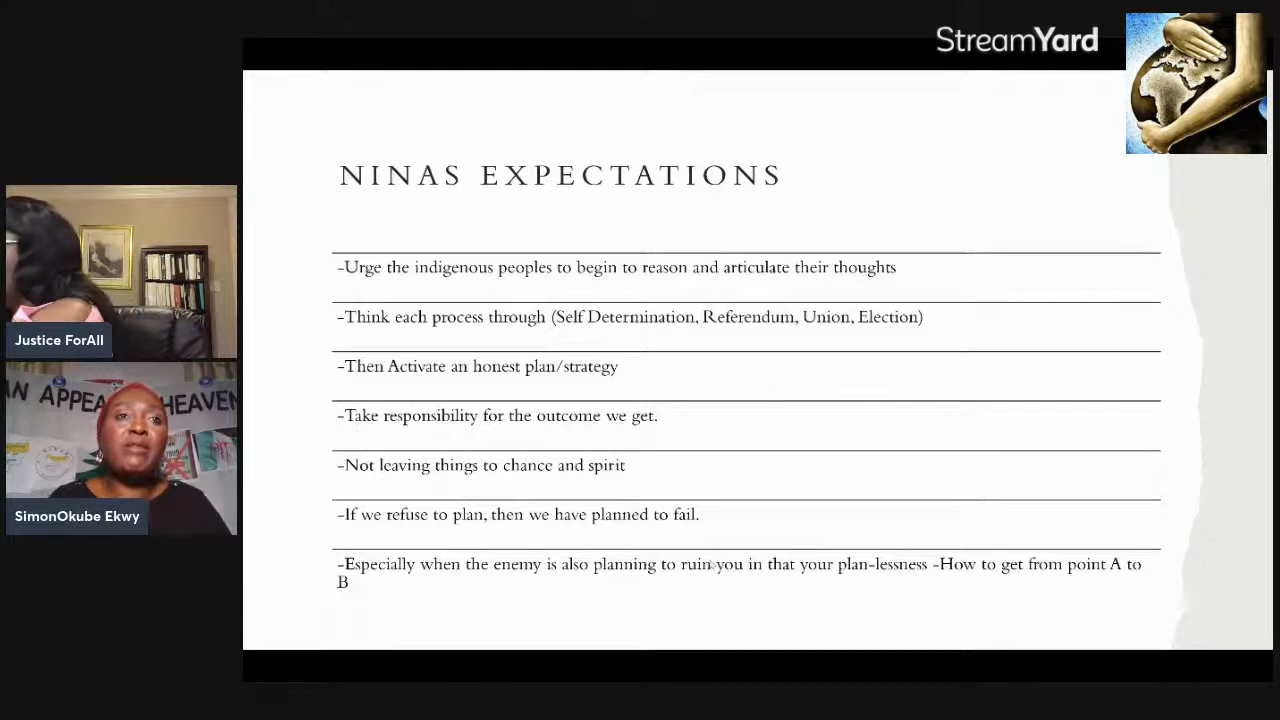 StreamYard
NINAS EXPECTATIONS
-Urge the indigenous peoples to begin to reason and articulate their thoughts
-Think each process through (Self Determination, Referendum, Union, Election)
-Then Activate an honest plan/strategy
-Take responsibility for the outcome we get.
-Not leaving things to chance and spirit
-If we refuse to plan, then we have planned to fail.
-Especially when the enemy is also planning to ruin you in that your plan-lessness -How to get from point A to
B
Justice ForAll
AN APPEA HEAVEN
SimonOkube Ekwy